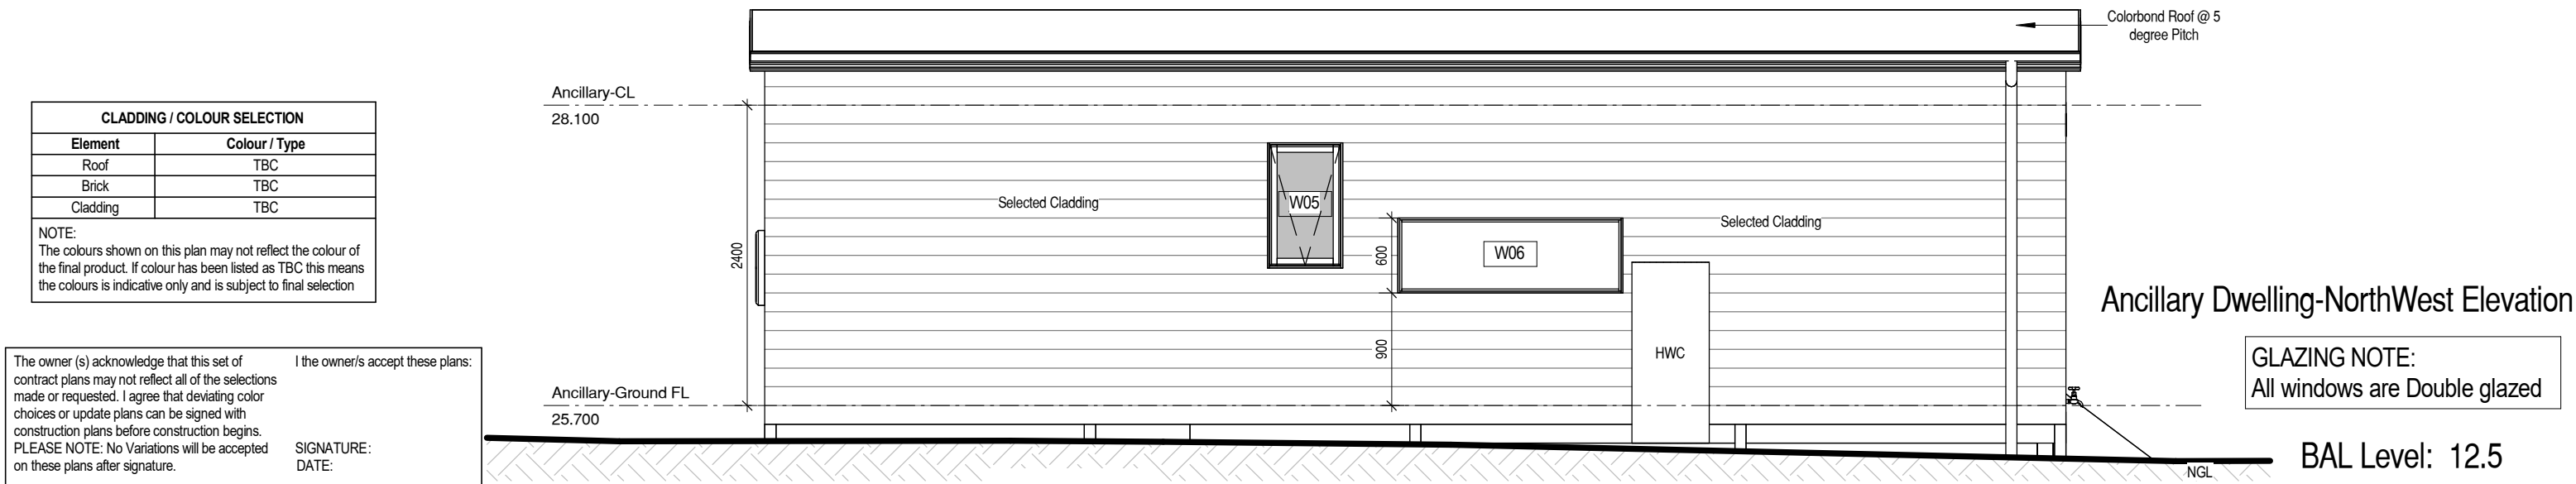 Colorbond Roof @ 5
degree Pitch
Ancillary-CL
28.100
CLADDING / COLOUR SELECTION
Element Colour / Type
Roof TBC
Brick TBC
Cladding TBC
NOTE:
The colours shown on this plan may not reflect the colour of
the final product. If colour has been listed as TBC this means
the colours is indicative only and is subject to final selection
2400
Selected Cladding
W05
600
W06
Selected Cladding
900
HWC
Ancillary Dwelling-NorthWest Elevation
GLAZING NOTE:
All windows are Double glazed
Ancillary-Ground FL
25.700
The owner (s) acknowledge that this set of
contract plans may not reflect all of the selections
made or requested. I agree that deviating color
choices or update plans can be signed with
construction plans before construction begins.
PLEASE NOTE: No Variations will be accepted
on these plans after signature.
I the owner/s accept these plans:
SIGNATURE:
DATE:
NGL
BAL Level: 12.5